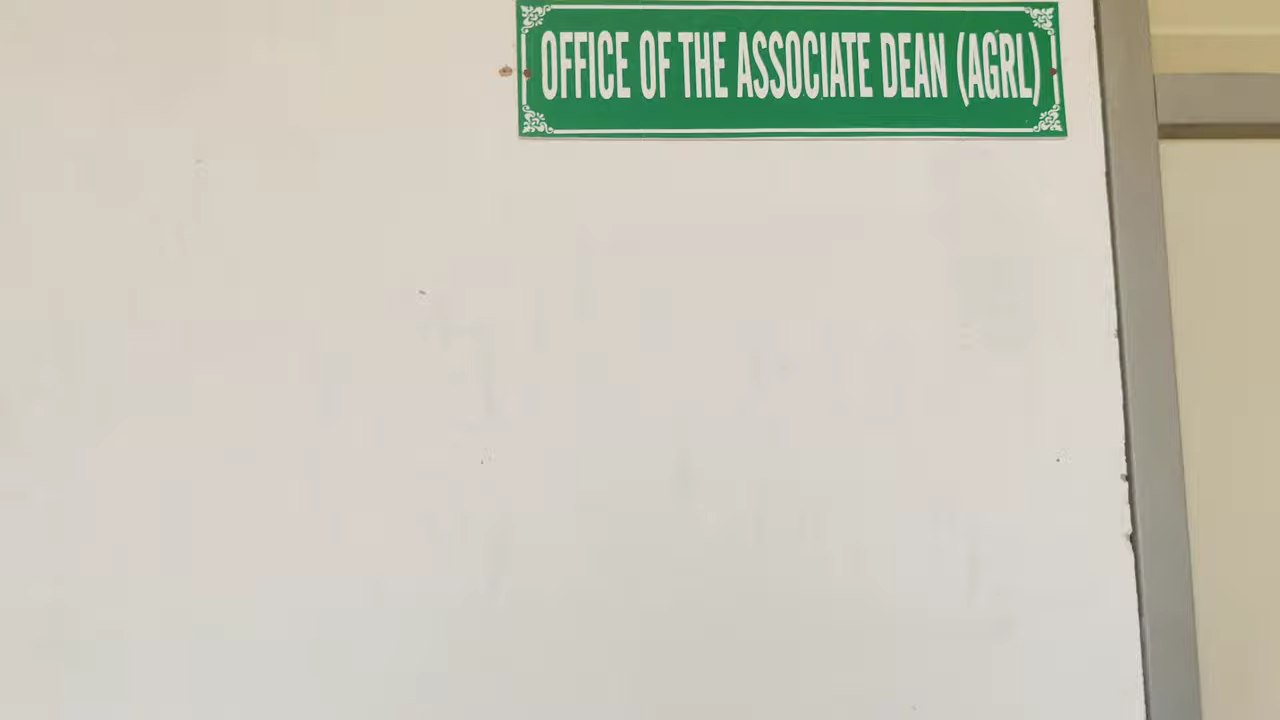 OFFICE OF THE ASSOCIATE DEAN (AGRL)